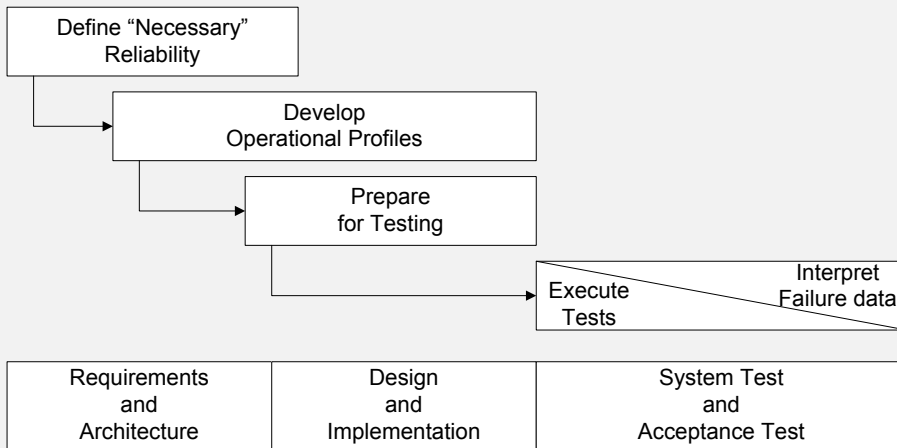 Define “Necessary”
Reliability
Develop
Operational Profiles
Prepare
for Testing
Execute
Tests
Interpret
Failure data
Requirements
and
Architecture
Design
and
Implementation
System Test
and
Acceptance Test